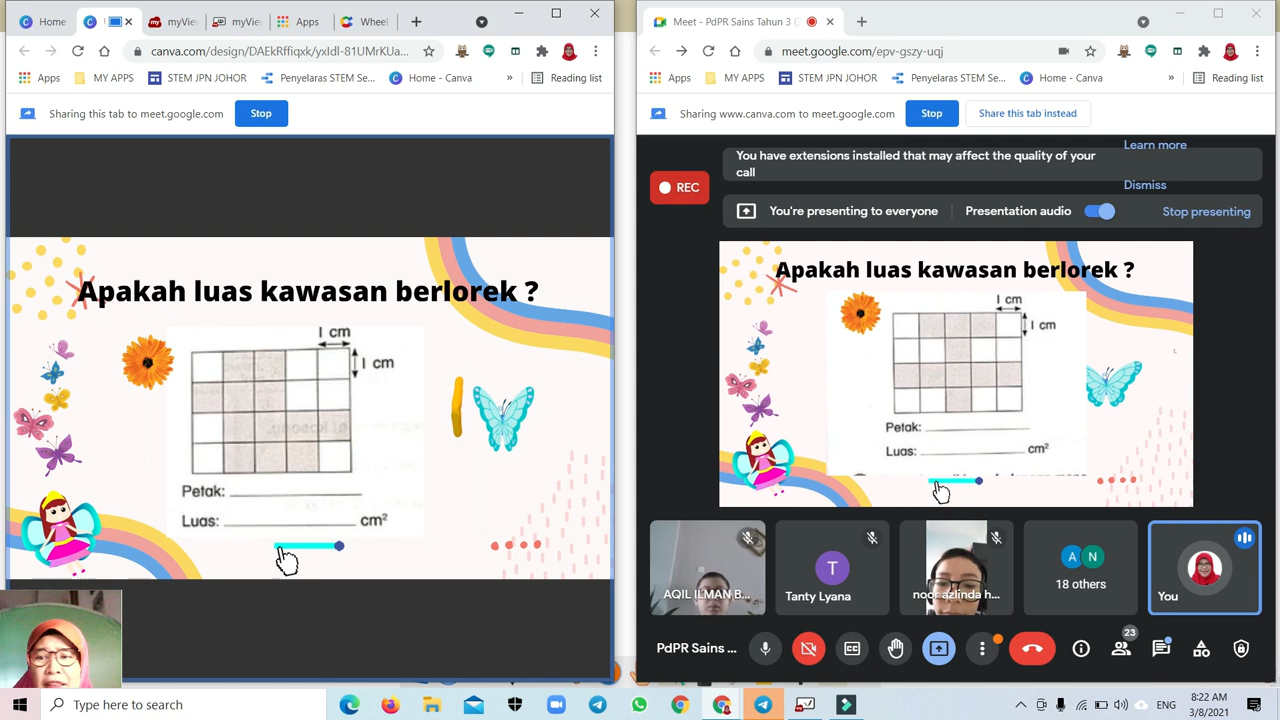 Home
myVie
myVie
Apps
Wheel
canva.com/design/DAEkRffiqxk/yxIdl-81UMrKUa...
Apps
MY APPS
STEM JPN JOHOR
Penyelaras STEM Se...
Home - Canva
»
Reading list
Sharing this tab to meet.google.com
Stop
Apakah luas kawasan berlorek ?
1 cm
1 cm
Petak:
Luas: cm²
Meet - PdPR Sains Tahun 3 (
meet.google.com/epv-gszy-uqj
Apps
MY APPS
STEM JPN JOHOR
Penyelaras STEM Se...
Home - Canva
»
Reading list
Sharing www.canva.com to meet.google.com
Stop
Share this tab instead
Learn more
You have extensions installed that may affect the quality of your
call
Dismiss
REC
You're presenting to everyone
Presentation audio
Stop presenting
Apakah luas kawasan berlorek ?
1 cm
1 cm
Petak:
Luas: cm²
AQIL ILMAN B...
T
Tanty Lyana
noor azlinda h...
A N
18 others
You
PdPR Sains ...
23
Type here to search
ENG
8:22 AM
3/8/2021